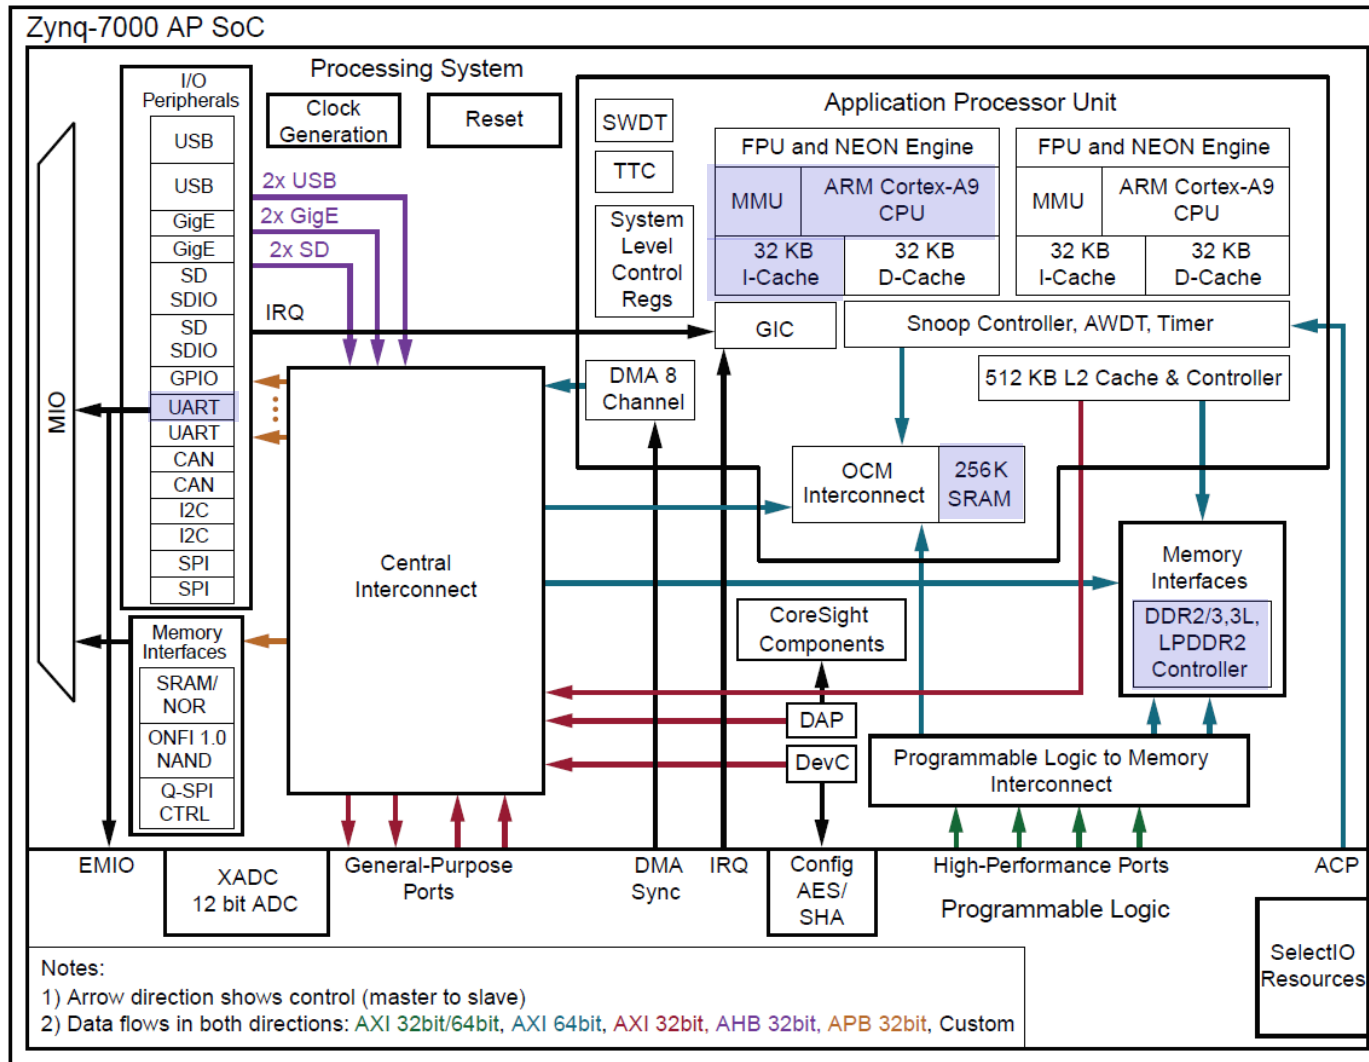 Zynq-7000 AP SoC
Processing System
I/O
Peripherals
USB
USB
GigE
GigE
SD
SDIO
SD
SDIO
GPIO
UART
UART
CAN
CAN
I2C
I2C
SPI
SPI
MIO
Memory
Interfaces
SRAM/
NOR
ONFI 1.0
NAND
Q-SPI
CTRL
Clock
Generation
Reset
2x USB
2x GigE
2x SD
IRQ
Central
Interconnect
Application Processor Unit
SWDT
TTC
System
Level
Control
Regs
FPU and NEON Engine
MMU
ARM Cortex-A9
CPU
32 KB
I-Cache
32 KB
D-Cache
FPU and NEON Engine
MMU
ARM Cortex-A9
CPU
32 KB
I-Cache
32 KB
D-Cache
GIC
Snoop Controller, AWDT, Timer
DMA 8
Channel
512 KB L2 Cache & Controller
OCM
Interconnect
256K
SRAM
Memory
Interfaces
DDR2/3,3L,
LPDDR2
Controller
CoreSight
Components
DAP
DevC
Programmable Logic to Memory
Interconnect
EMIO
XADC
12 bit ADC
General-Purpose
Ports
DMA
Sync
IRQ
Config
AES/
SHA
High-Performance Ports
ACP
Programmable Logic
SelectIO
Resources
Notes:
1) Arrow direction shows control (master to slave)
2) Data flows in both directions: AXI 32bit/64bit, AXI 64bit, AXI 32bit, AHB 32bit, APB 32bit, Custom